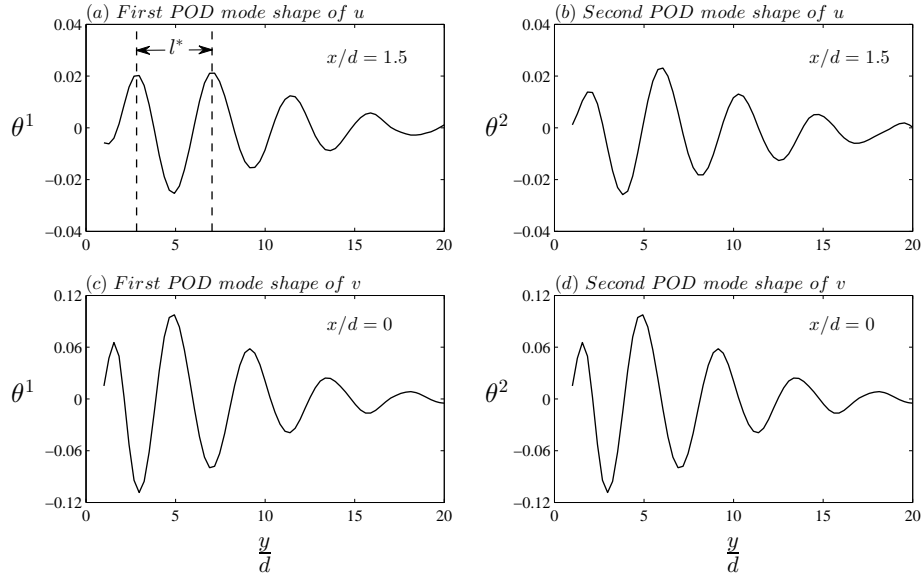 (a) First POD mode shape of u
(b) Second POD mode shape of u
0.04
0.02
0
−0.02
−0.04
θ¹
l*
x/d = 1.5
0 5 10 15 20
0.04
0.02
0
−0.02
−0.04
θ²
x/d = 1.5
0 5 10 15 20
(c) First POD mode shape of v
(d) Second POD mode shape of v
0.12
0.06
0
−0.06
−0.12
θ¹
x/d = 0
0 5 10 15 20
y/d
0.12
0.06
0
−0.06
−0.12
θ²
x/d = 0
0 5 10 15 20
y/d